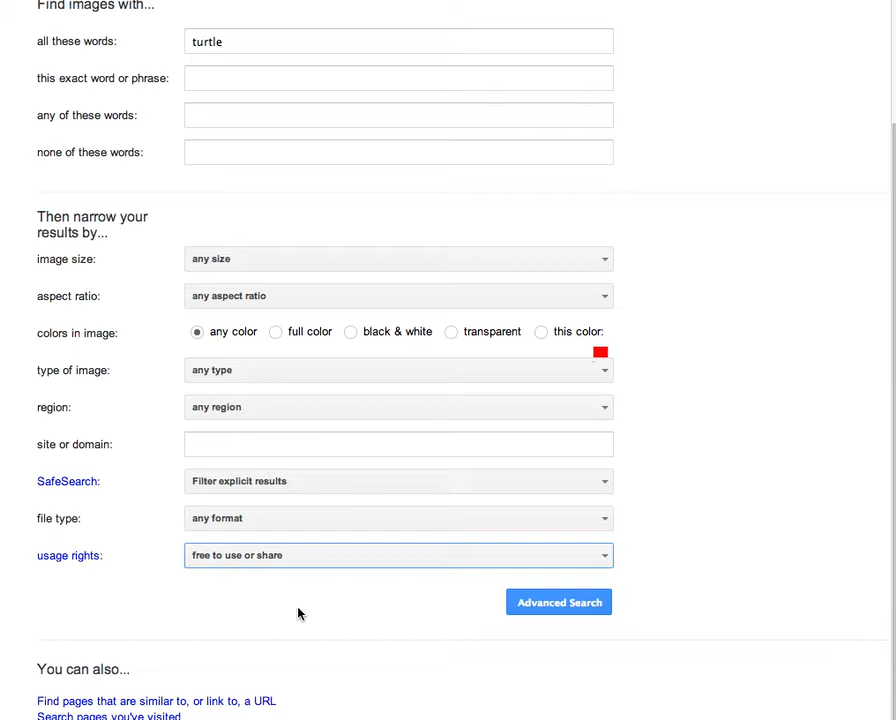 Find images with...
all these words: turtle
this exact word or phrase:
any of these words:
none of these words:
Then narrow your
results by...
image size: any size
aspect ratio: any aspect ratio
colors in image: any color full color black & white transparent this color:
type of image: any type
region: any region
site or domain:
SafeSearch: Filter explicit results
file type: any format
usage rights: free to use or share
Advanced Search
You can also...
Find pages that are similar to, or link to, a URL
Search pages you've visited